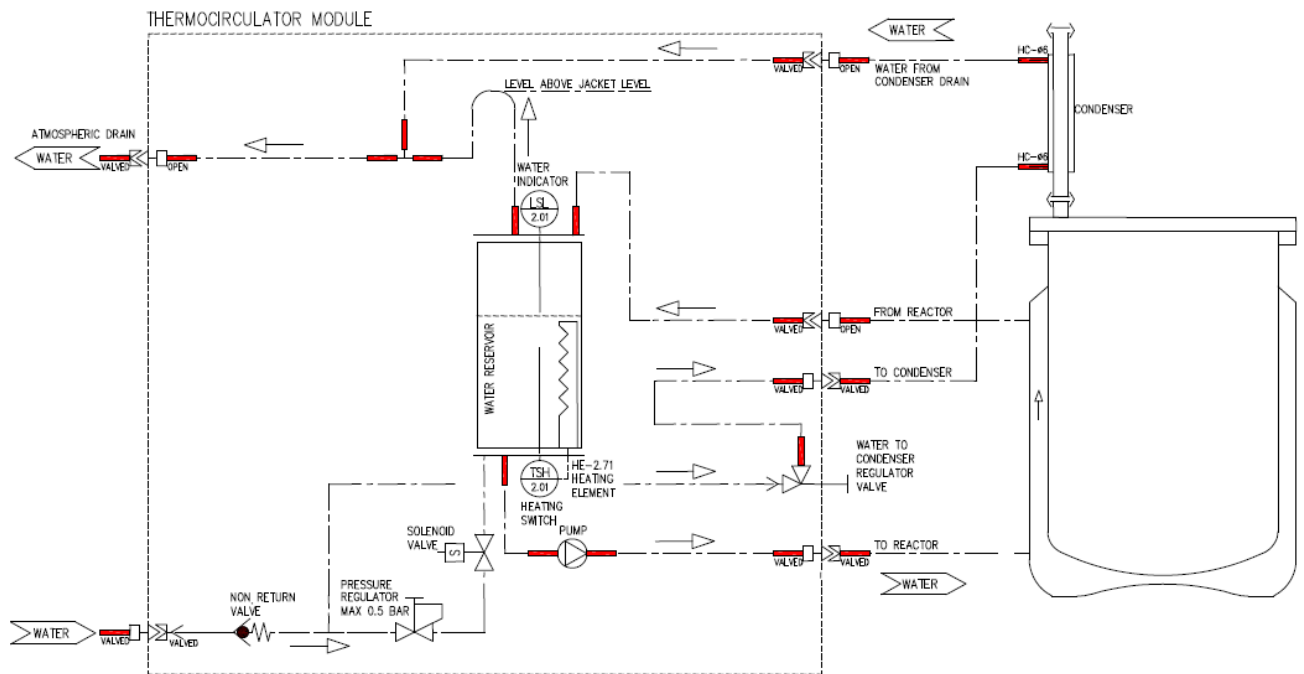 THERMOCIRCULATOR MODULE
WATER
HC-ø6
VALVED
OPEN
WATER FROM
CONDENSER DRAIN
CONDENSER
LEVEL ABOVE JACKET LEVEL
ATMOSPHERIC DRAIN
WATER
VALVED
OPEN
WATER
INDICATOR
HC-ø6
LSL
2.01
WATER RESERVOIR
FROM REACTOR
VALVED
OPEN
TO CONDENSER
VALVED
VALVED
TSH
2.01
HE-2.71
HEATING
ELEMENT
HEATING
SWITCH
WATER TO
CONDENSER
REGULATOR
VALVE
SOLENOID
VALVE
S
PUMP
TO REACTOR
VALVED
VALVED
WATER
PRESSURE
REGULATOR
MAX 0.5 BAR
NON RETURN
VALVE
WATER
VALVED
VALVED